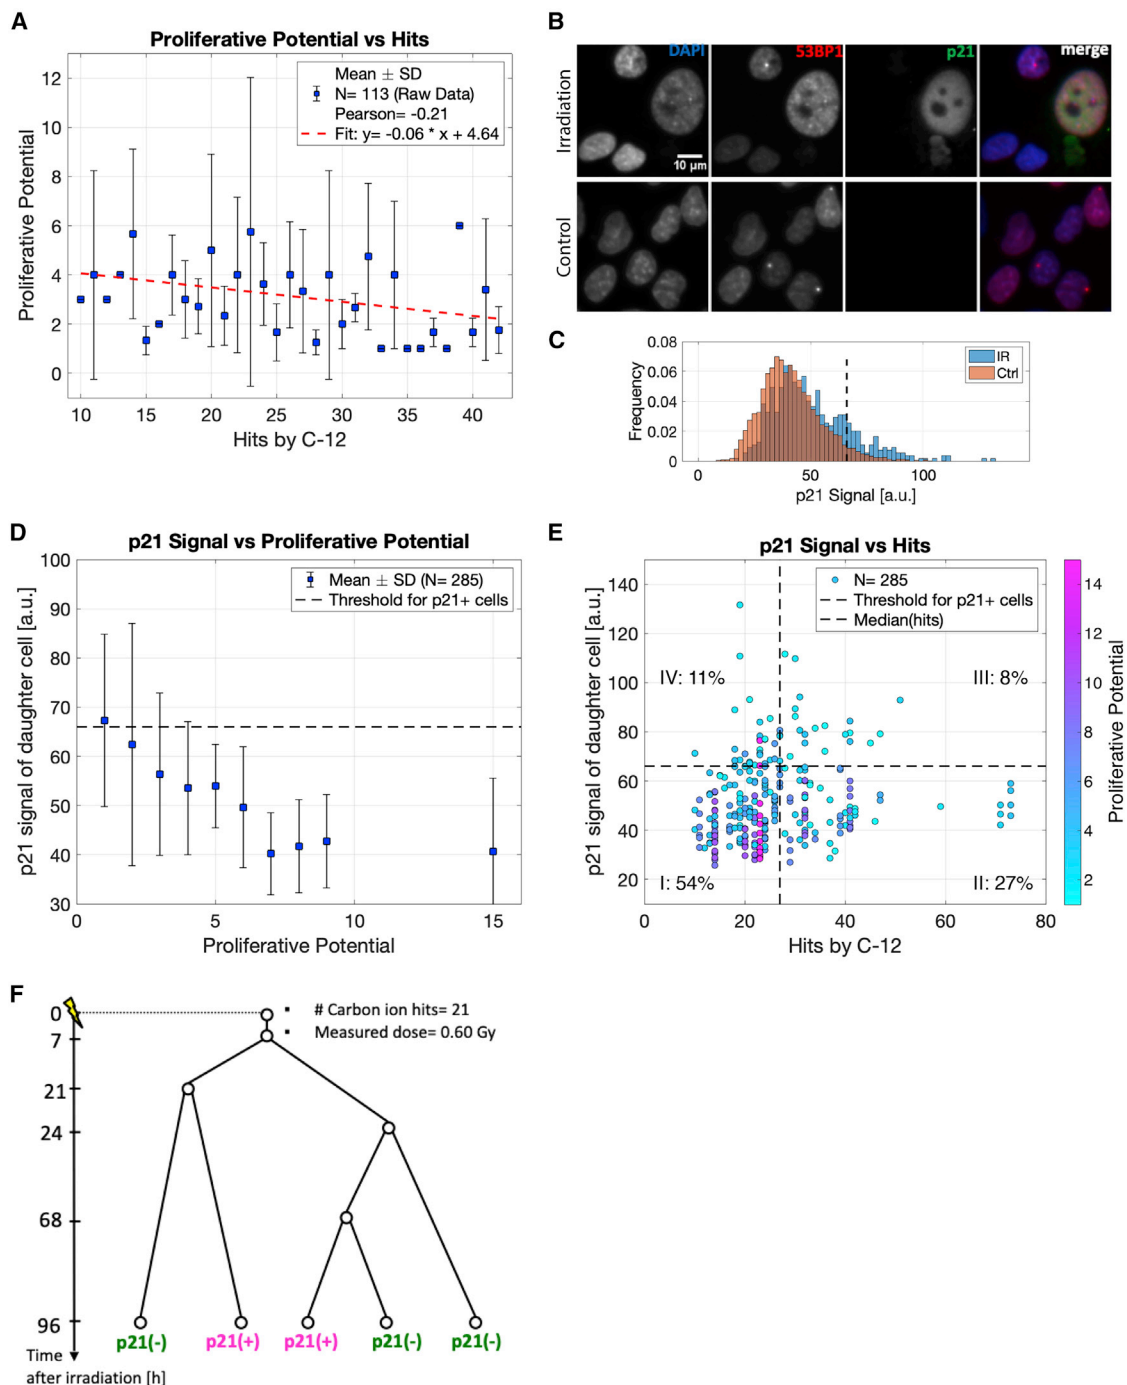 A
Proliferative Potential vs Hits
Mean ± SD
N= 113 (Raw Data)
Pearson= -0.21
Fit: y= -0.06 * x + 4.64
Proliferative Potential
12
10
8
6
4
2
0
10 15 20 25 30 35 40
Hits by C-12
B
DAPI 53BP1 p21 merge
Irradiation
10 µm
Control
C
0.08
0.06
0.04
0.02
0
Frequency
IR
Ctrl
0 50 100
p21 Signal [a.u.]
D
p21 Signal vs Proliferative Potential
Mean ± SD (N= 285)
Threshold for p21+ cells
p21 signal of daughter cell [a.u.]
100
90
80
70
60
50
40
30
0 5 10 15
Proliferative Potential
E
p21 Signal vs Hits
N= 285
Threshold for p21+ cells
Median(hits)
p21 signal of daughter cell [a.u.]
140
120
100
80
60
40
20
IV: 11% III: 8%
I: 54% II: 27%
0 20 40 60 80
Hits by C-12
14
12
10
8
6
4
2
Proliferative Potential
F
0
# Carbon ion hits= 21
Measured dose= 0.60 Gy
7
21
24
68
96
p21(-) p21(+) p21(+) p21(-) p21(-)
Time
after irradiation [h]